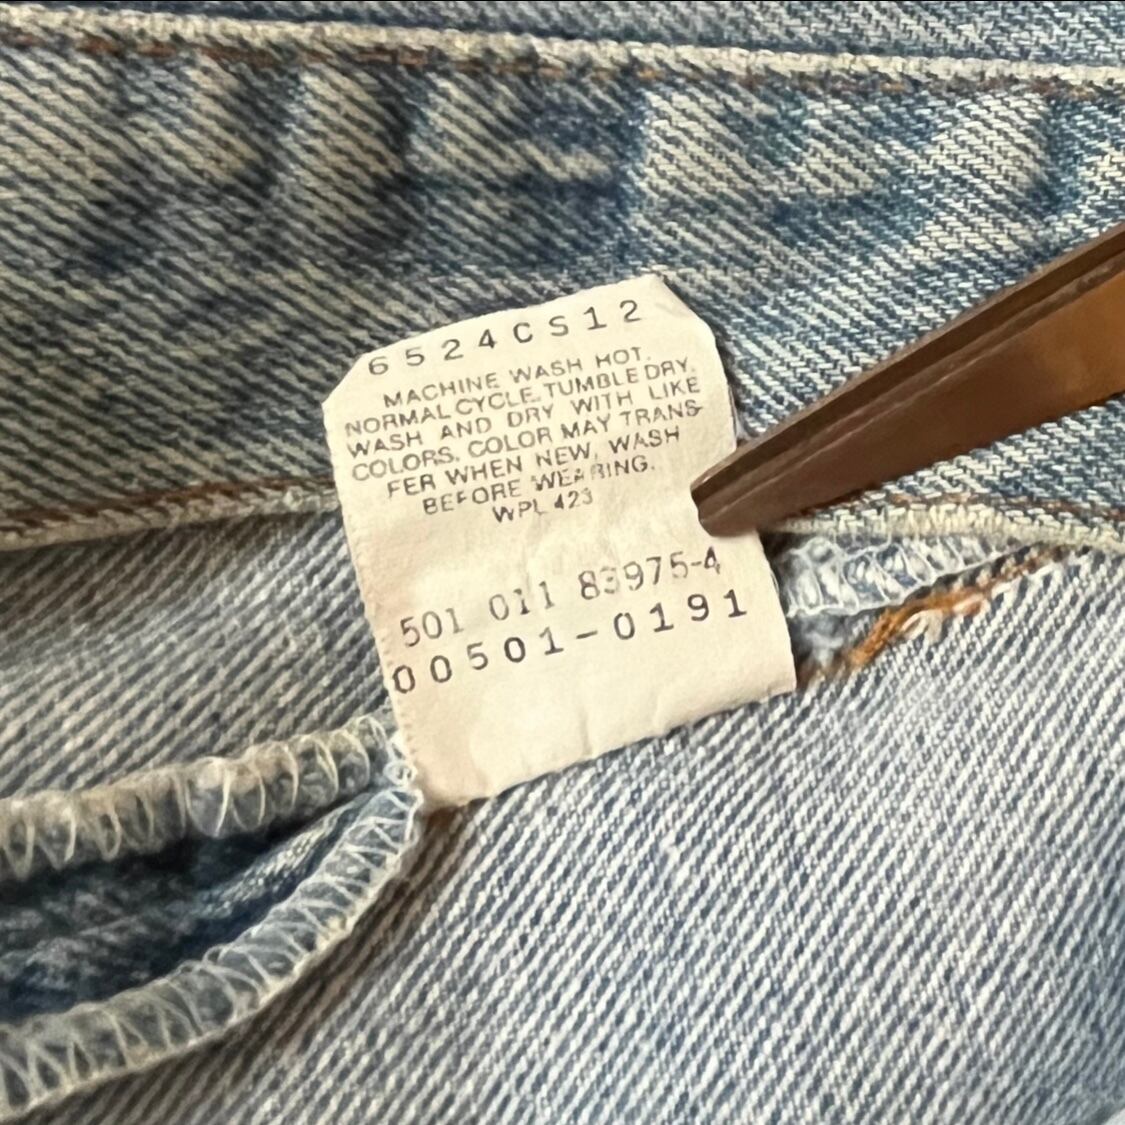 6524CS12
MACHINE WASH HOT.
NORMAL CYCLE. TUMBLE DRY.
WASH AND DRY WITH LIKE
COLORS. COLOR MAY TRANS-
FER WHEN NEW, WASH
BEFORE WEARING.
WPL 423
501 011 83975-4
00501-0191